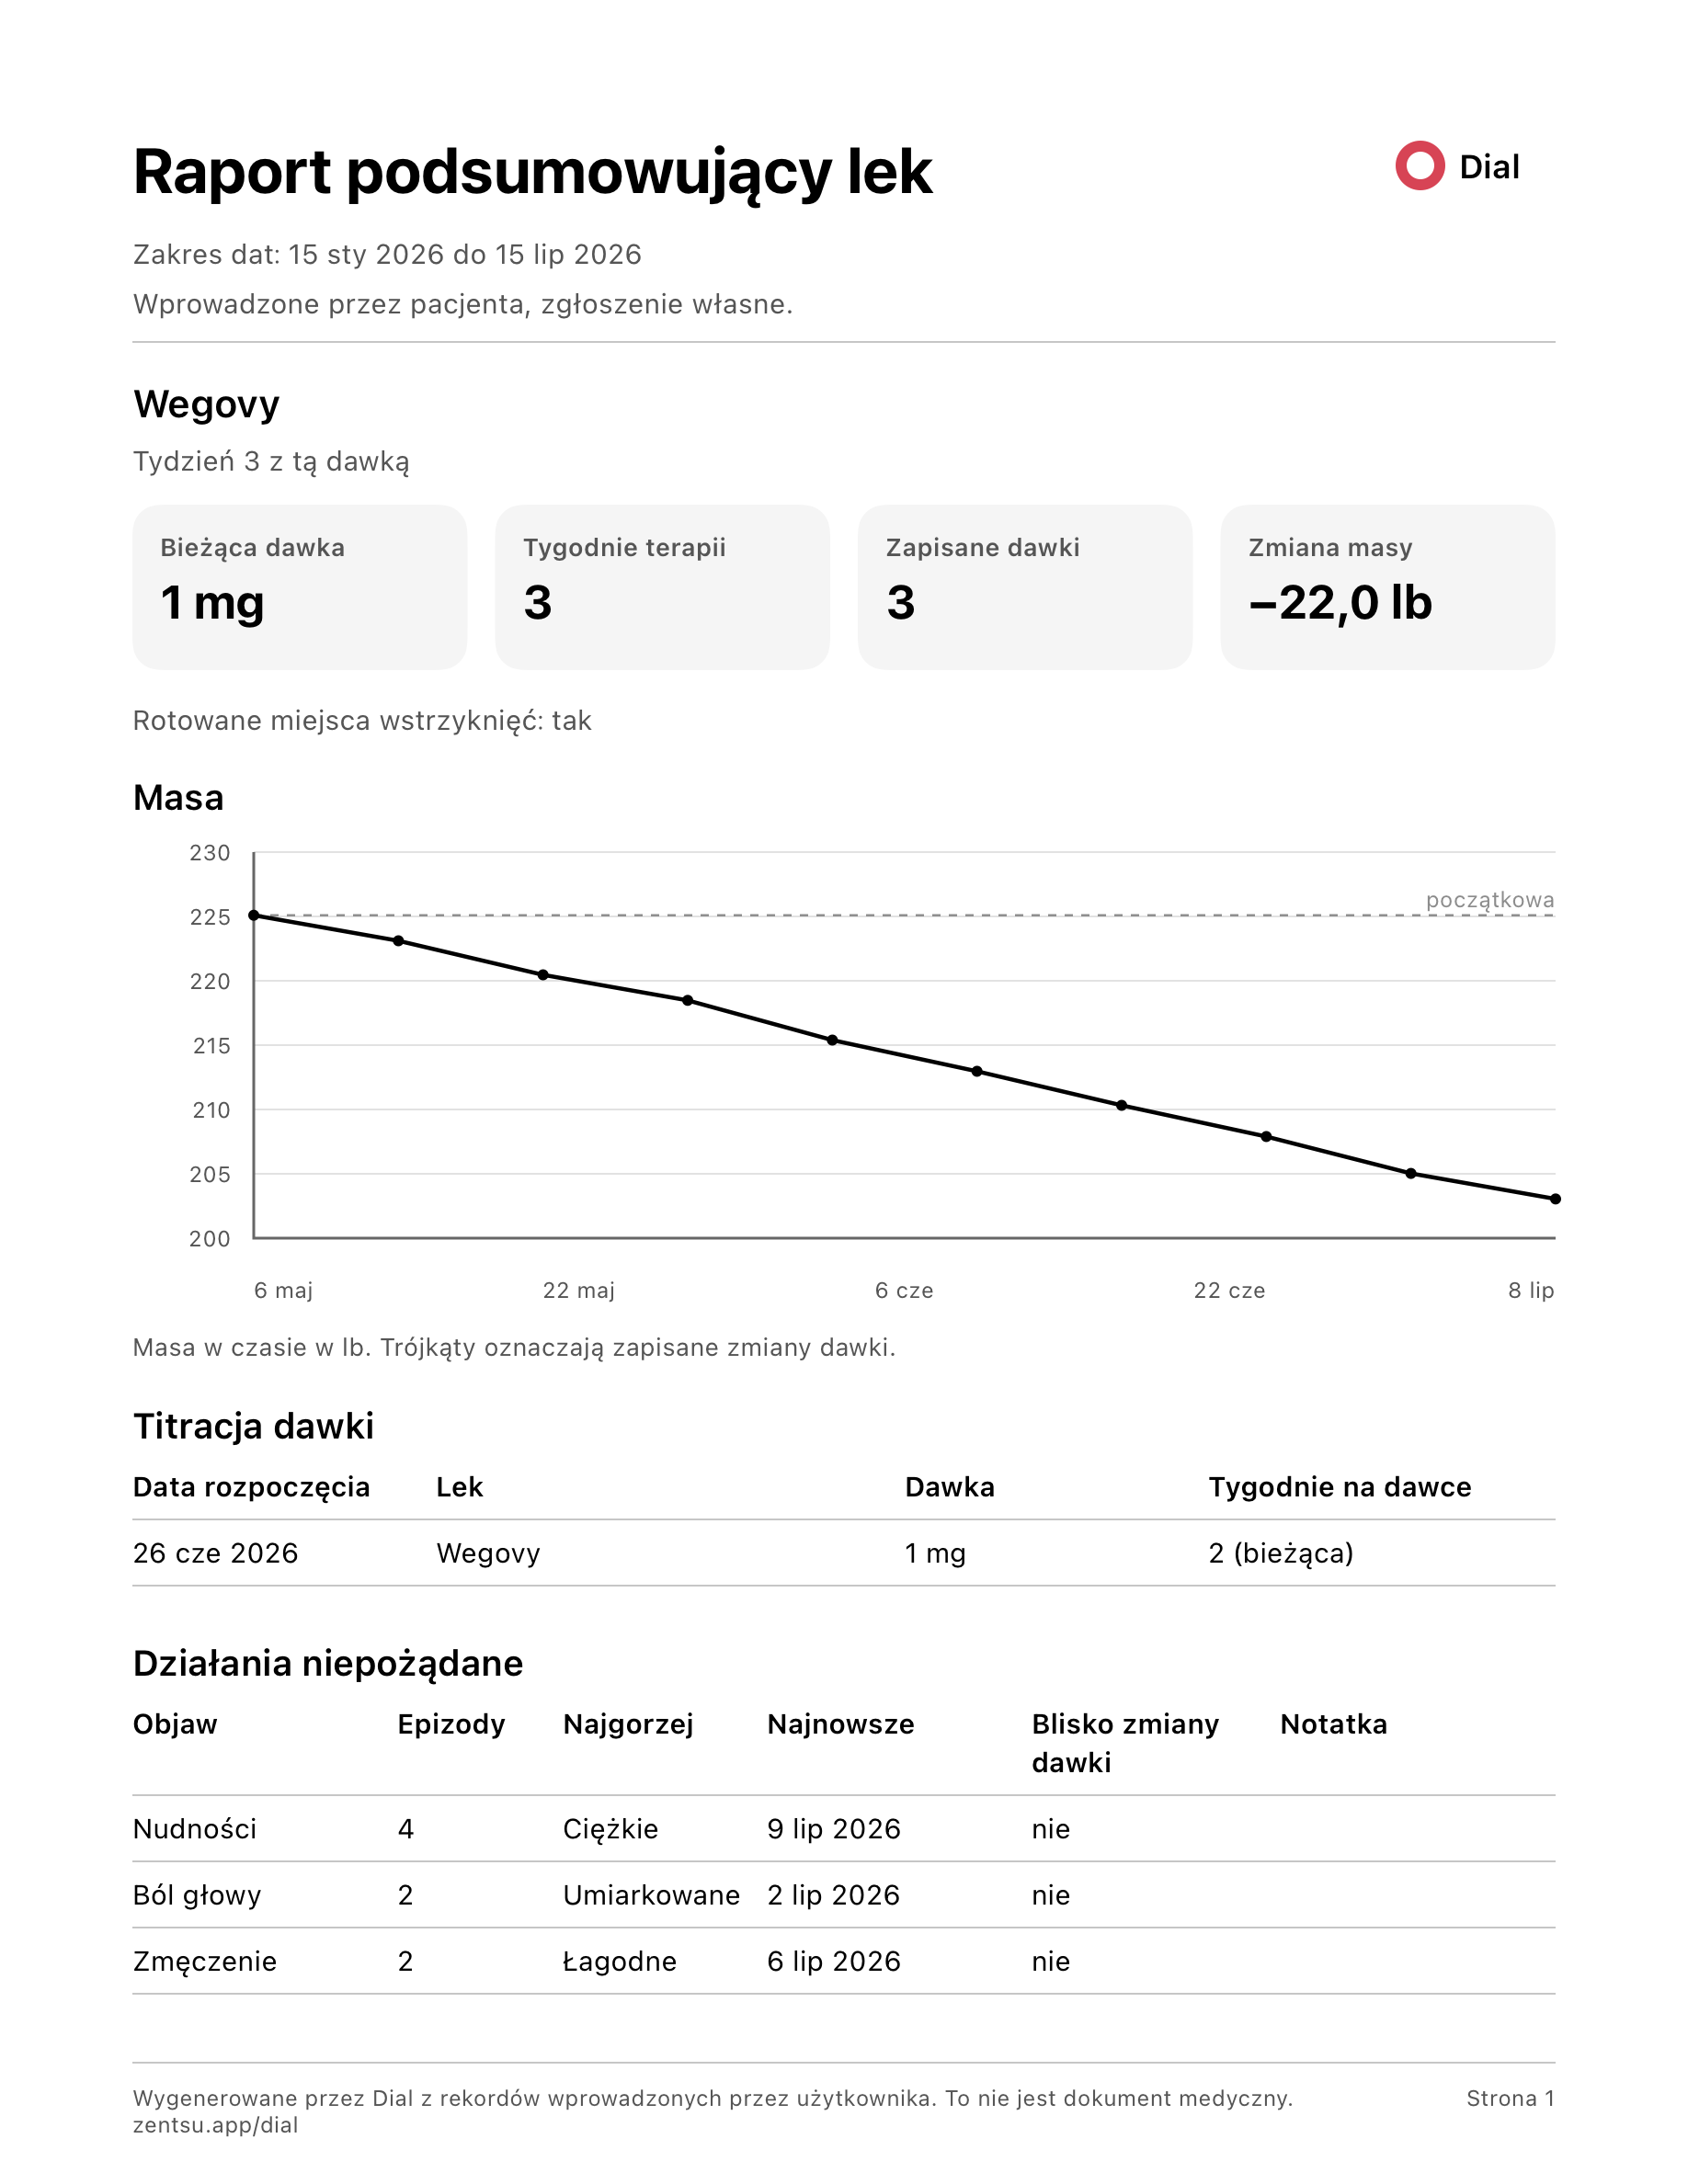 Raport podsumowujący lek
Dial
Zakres dat: 15 sty 2026 do 15 lip 2026
Wprowadzone przez pacjenta, zgłoszenie własne.
Wegovy
Tydzień 3 z tą dawką
Bieżąca dawka
1 mg
Tygodnie terapii
3
Zapisane dawki
3
Zmiana masy
−22,0 lb
Rotowane miejsca wstrzyknięć: tak
Masa
230
225
220
215
210
205
200
początkowa
6 maj 22 maj 6 cze 22 cze 8 lip
Masa w czasie w lb. Trójkąty oznaczają zapisane zmiany dawki.
Titracja dawki
Data rozpoczęcia Lek Dawka Tygodnie na dawce
26 cze 2026 Wegovy 1 mg 2 (bieżąca)
Działania niepożądane
Objaw Epizody Najgorzej Najnowsze Blisko zmiany dawki Notatka
Nudności 4 Ciężkie 9 lip 2026 nie
Ból głowy 2 Umiarkowane 2 lip 2026 nie
Zmęczenie 2 Łagodne 6 lip 2026 nie
Wygenerowane przez Dial z rekordów wprowadzonych przez użytkownika. To nie jest dokument medyczny. Strona 1
zentsu.app/dial